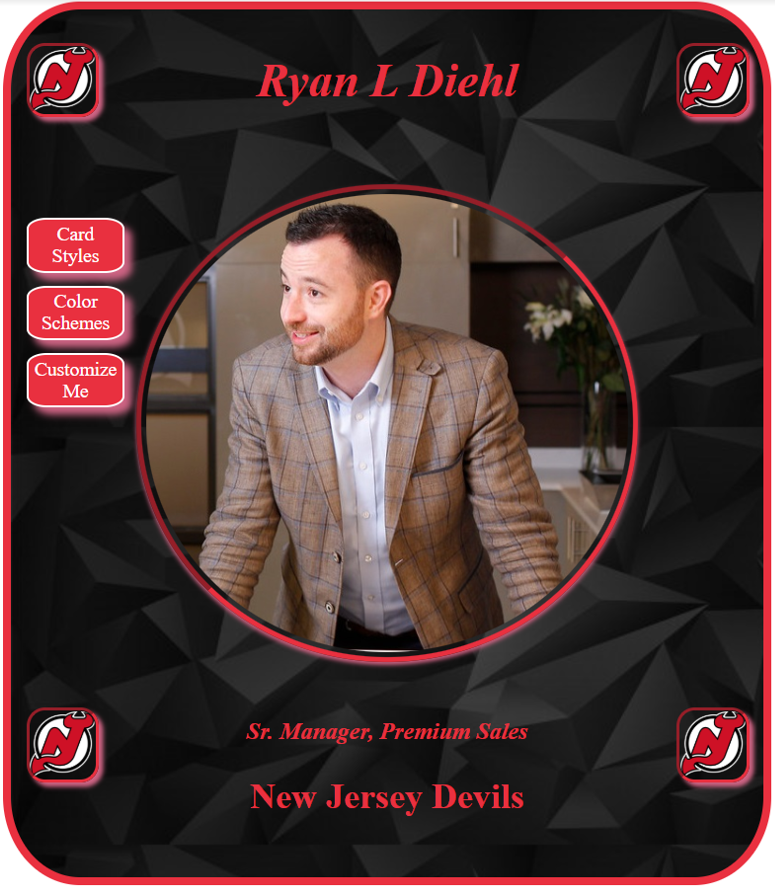 Ryan L Diehl
Card
Styles
Color
Schemes
Customize
Me
Sr. Manager, Premium Sales
New Jersey Devils